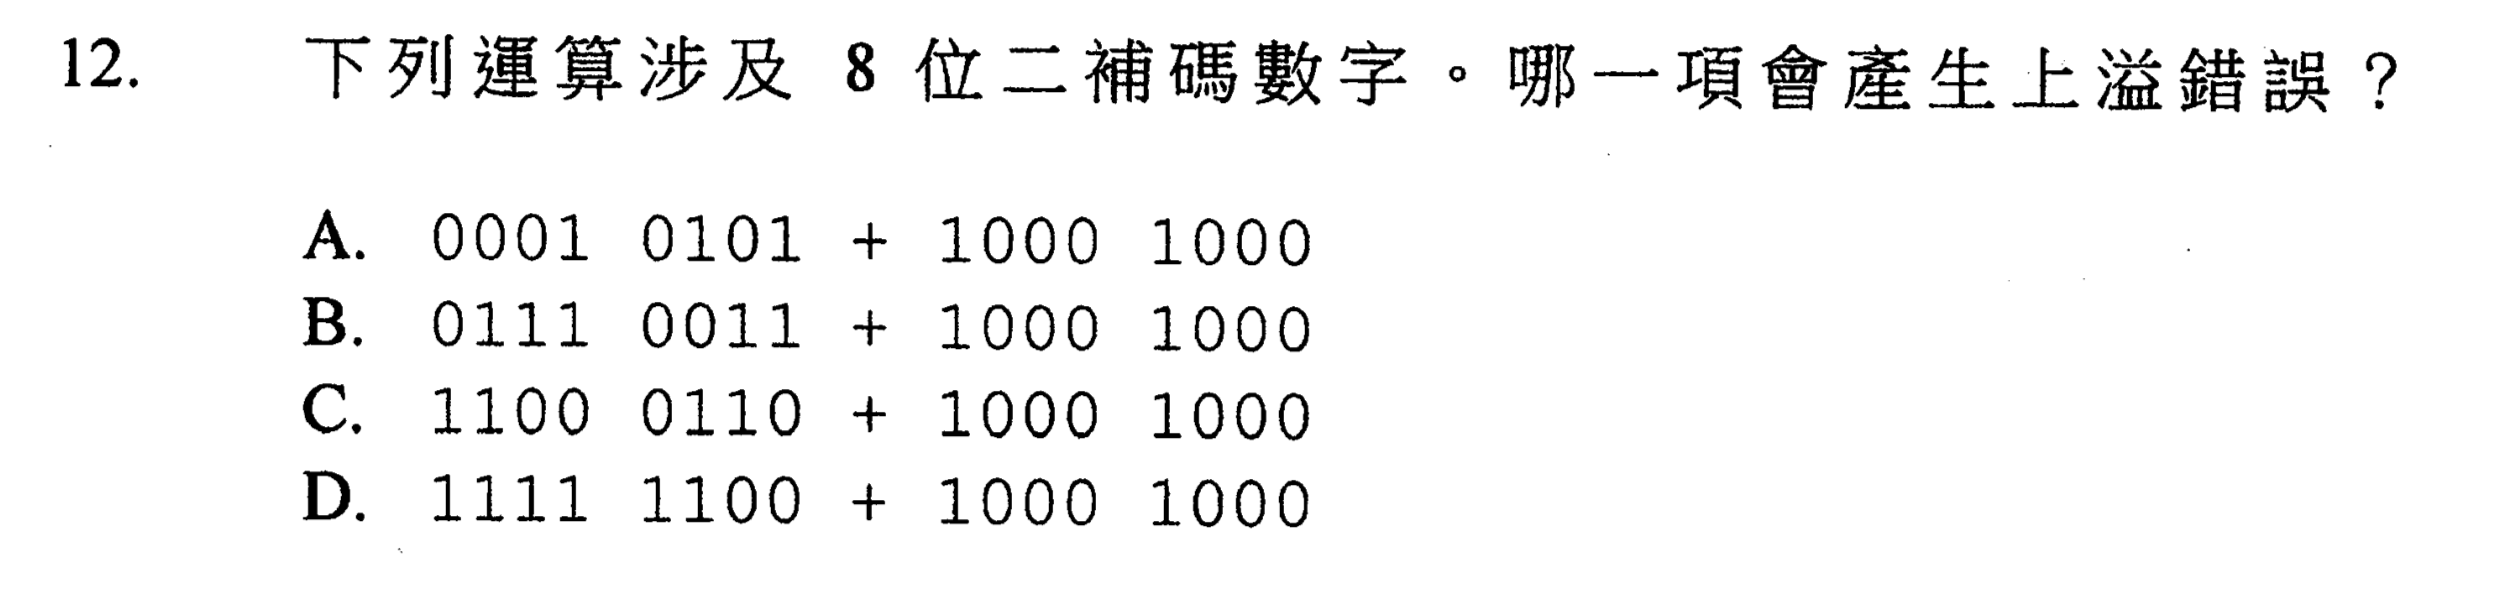 12. 下列運算涉及 8 位二補碼數字。哪一項會產生上溢錯誤？
A. 0001 0101 + 1000 1000
B. 0111 0011 + 1000 1000
C. 1100 0110 + 1000 1000
D. 1111 1100 + 1000 1000